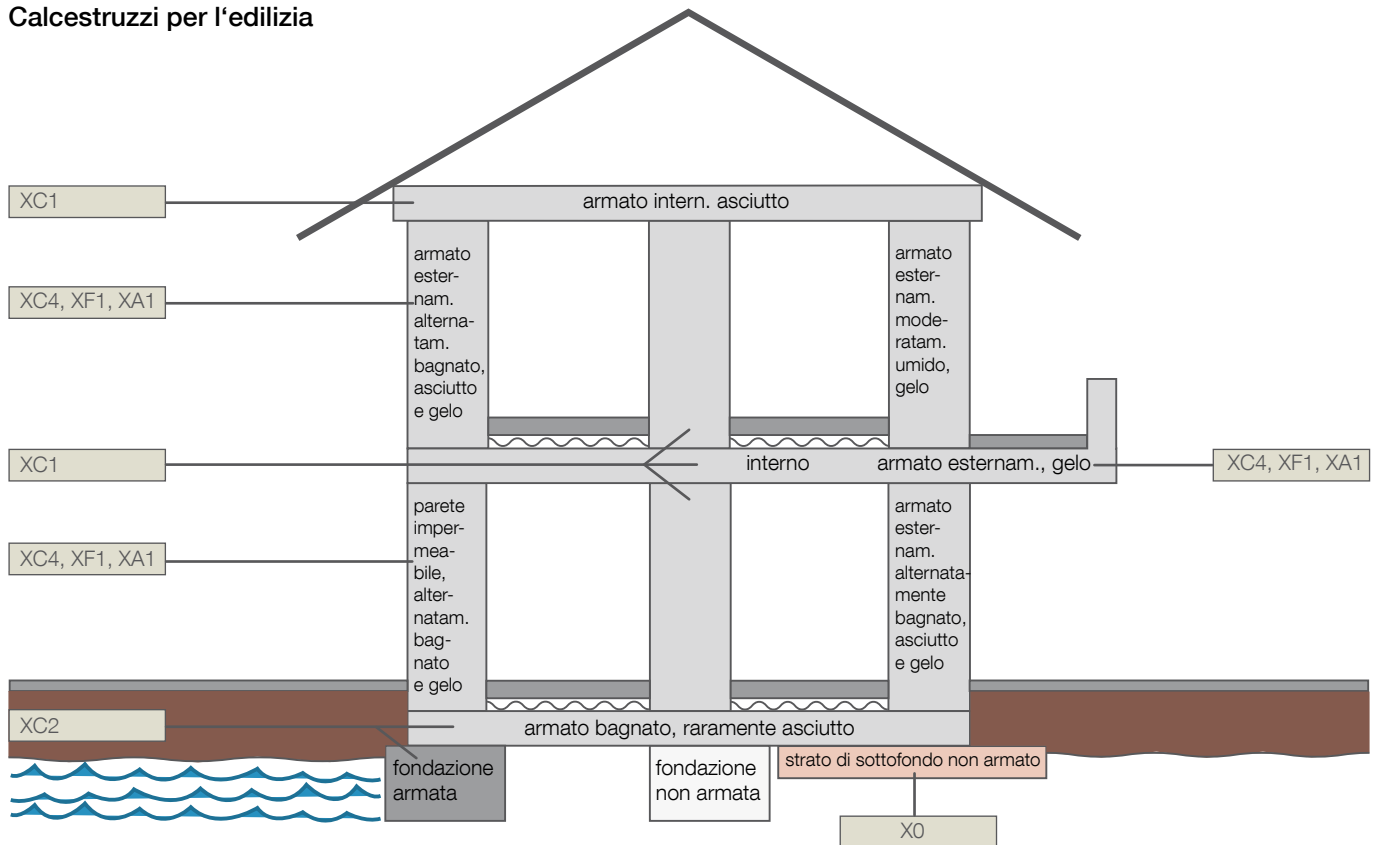 Calcestruzzi per l‘edilizia
XC1
armato intern. asciutto
XC4, XF1, XA1
armato
ester-
nam.
alterna-
tam.
bagnato,
asciutto
e gelo
armato
ester-
nam.
mode-
ratam.
umido,
gelo
XC1
interno
armato esternam., gelo
XC4, XF1, XA1
XC4, XF1, XA1
parete
imper-
mea-
bile,
alter-
natam.
bag-
nato
e gelo
armato
ester-
nam.
alternata-
mente
bagnato,
asciutto
e gelo
XC2
armato bagnato, raramente asciutto
fondazione
armata
fondazione
non armata
strato di sottofondo non armato
X0